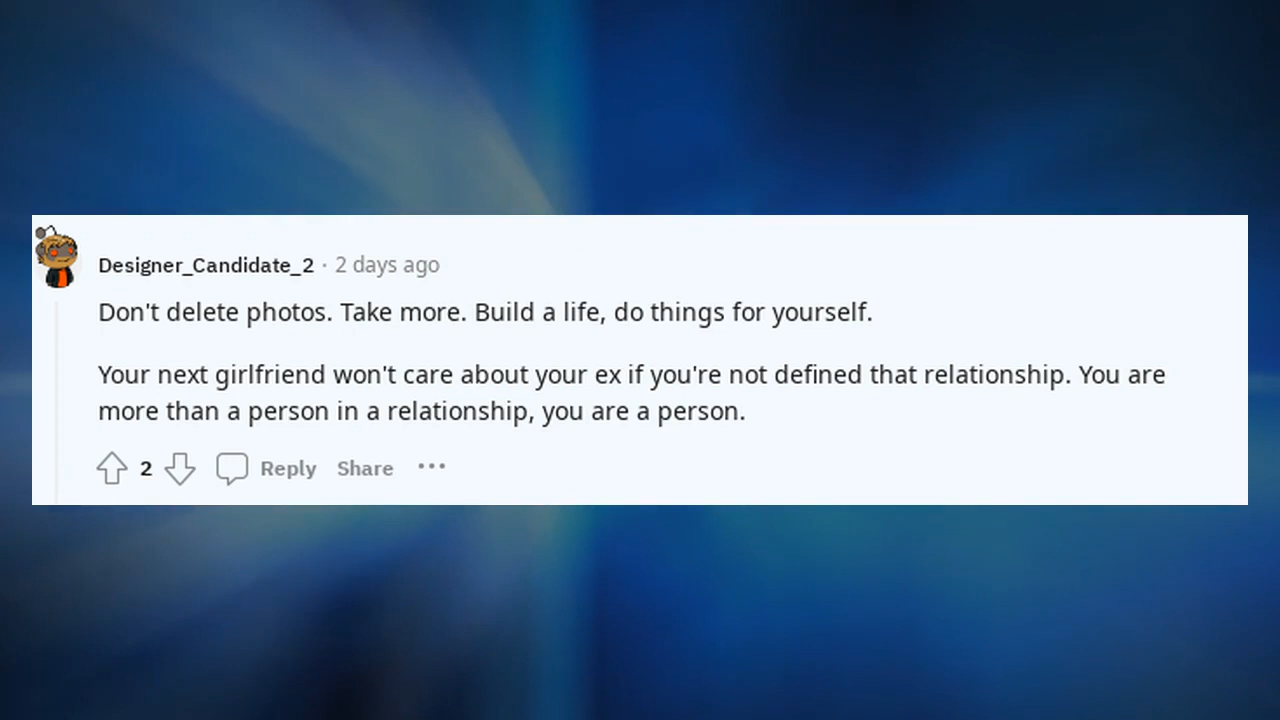 Designer_Candidate_2 · 2 days ago
Don't delete photos. Take more. Build a life, do things for yourself.
Your next girlfriend won't care about your ex if you're not defined that relationship. You are
more than a person in a relationship, you are a person.
2 Reply Share ···